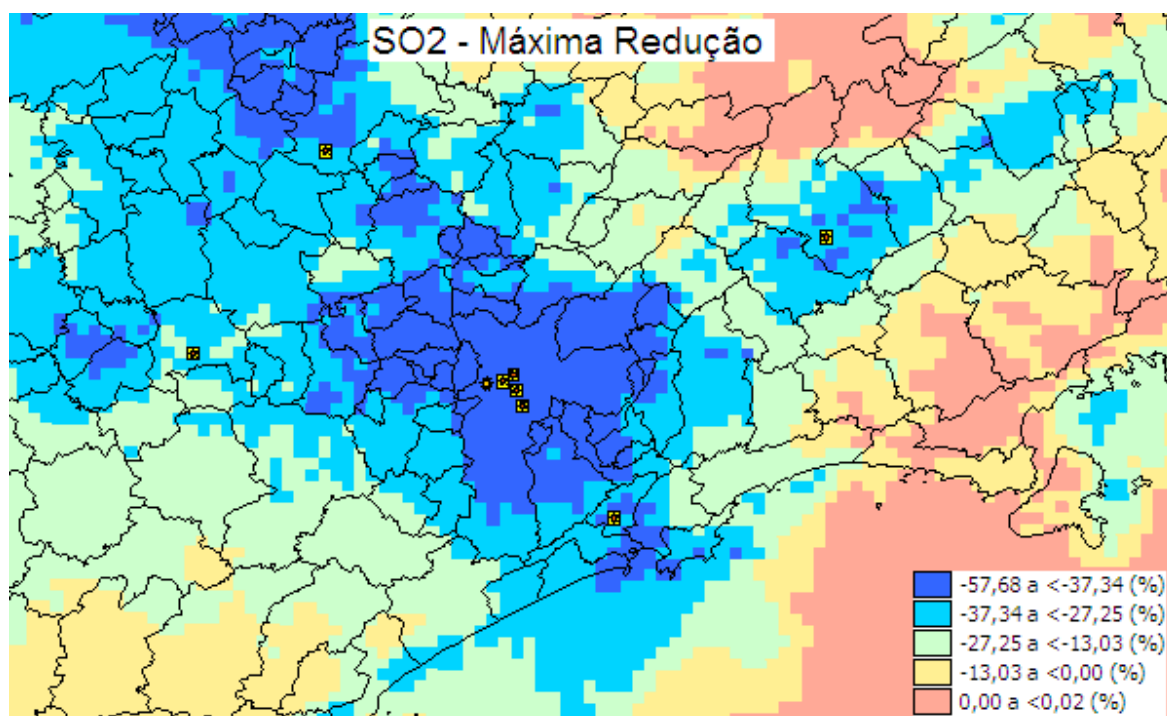 SO2 - Máxima Redução
-57,68 a <-37,34 (%)
-37,34 a <-27,25 (%)
-27,25 a <-13,03 (%)
-13,03 a <0,00 (%)
0,00 a <0,02 (%)